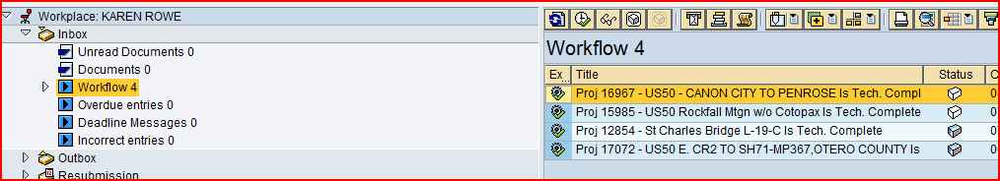 Workplace: KAREN ROWE
Inbox
Unread Documents 0
Documents 0
Workflow 4
Overdue entries 0
Deadline Messages 0
Incorrect entries 0
Outbox
Resubmission
Workflow 4
Ex... Title Status C
Proj 16967 - US50 - CANON CITY TO PENROSE Is Tech. Compl 0
Proj 15985 - US50 Rockfall Mtgn w/o Cotopax Is Tech. Complete 0
Proj 12854 - St Charles Bridge L-19-C Is Tech. Complete 0
Proj 17072 - US50 E. CR2 TO SH71-MP367,OTERO COUNTY Is 0